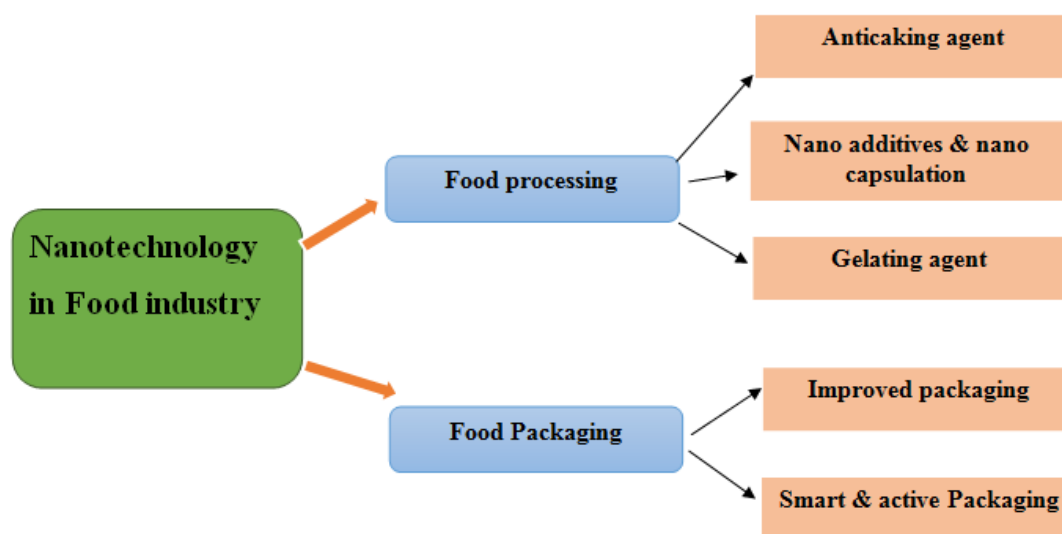 Nanotechnology
in Food industry
Food processing
Anticaking agent
Nano additives & nano
capsulation
Gelating agent
Food Packaging
Improved packaging
Smart & active Packaging